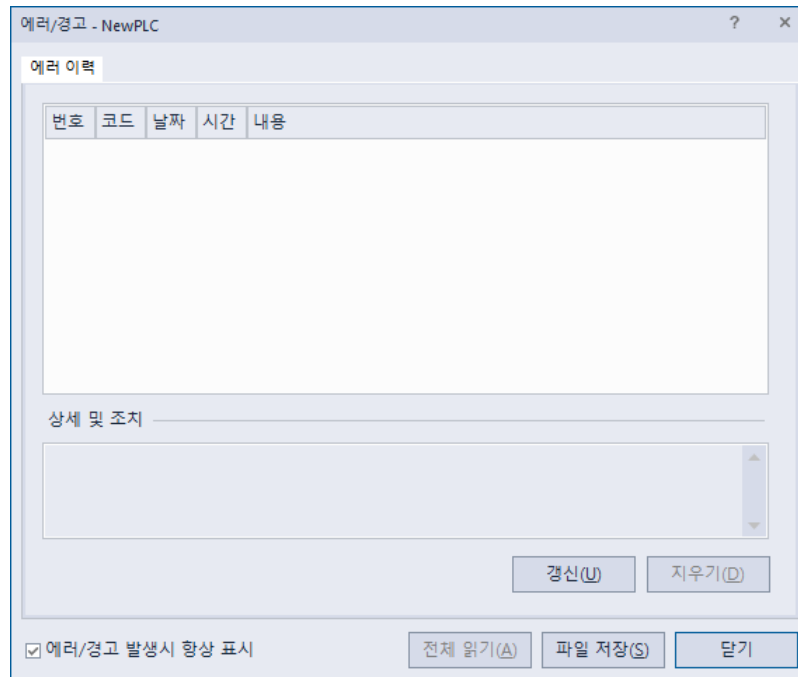 에러/경고 - NewPLC ? ×
에러 이력
번호 코드 날짜 시간 내용
상세 및 조치
갱신(U) 지우기(D)
에러/경고 발생시 항상 표시 전체 읽기(A) 파일 저장(S) 닫기